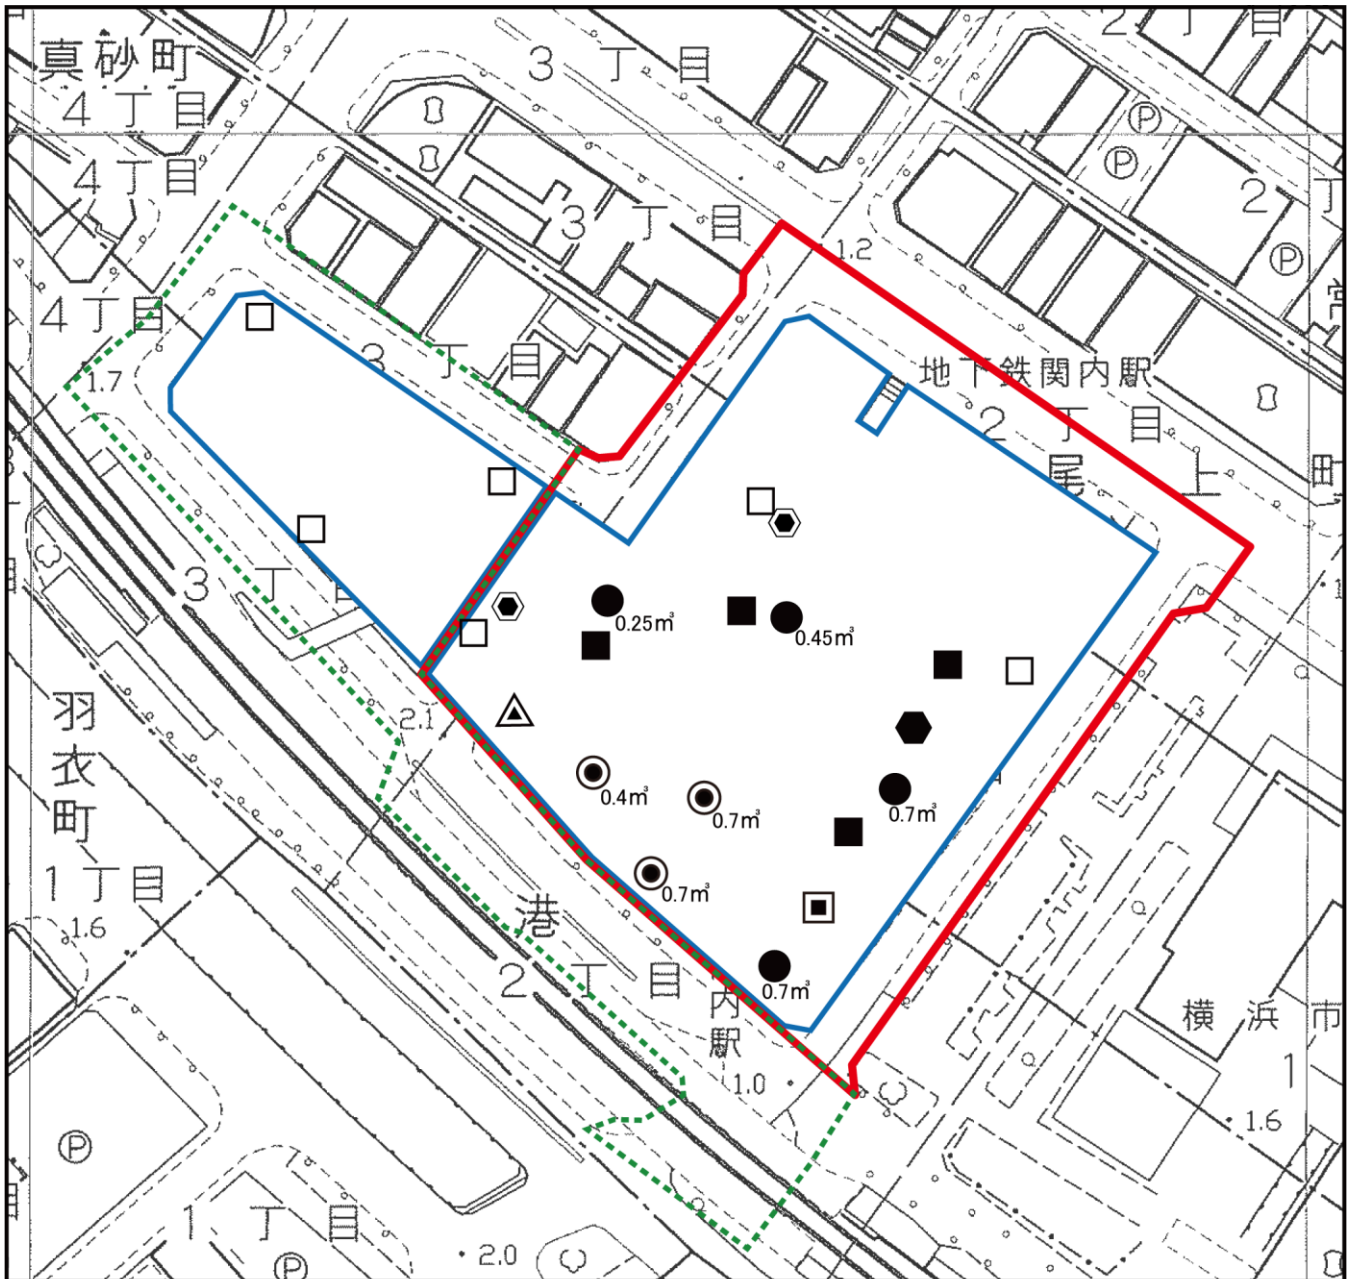 2 丁 目
真砂町
3 丁 目
4 丁 目
P
P
4 丁 目
2 丁
3 丁 目
1.2
P
4 丁目
3 丁 目
地下鉄関内駅
1.7
2 丁 目
尾 上 町
3 丁
0.25㎥
0.45㎥
羽衣町
2.1
0.4㎥
0.7㎥
0.7㎥
0.7㎥
1 丁 目
港
1.6
2 丁 目
0.7㎥
内駅
横 浜 市
1.0
1
1.6
P
1 丁 目
2.0
P